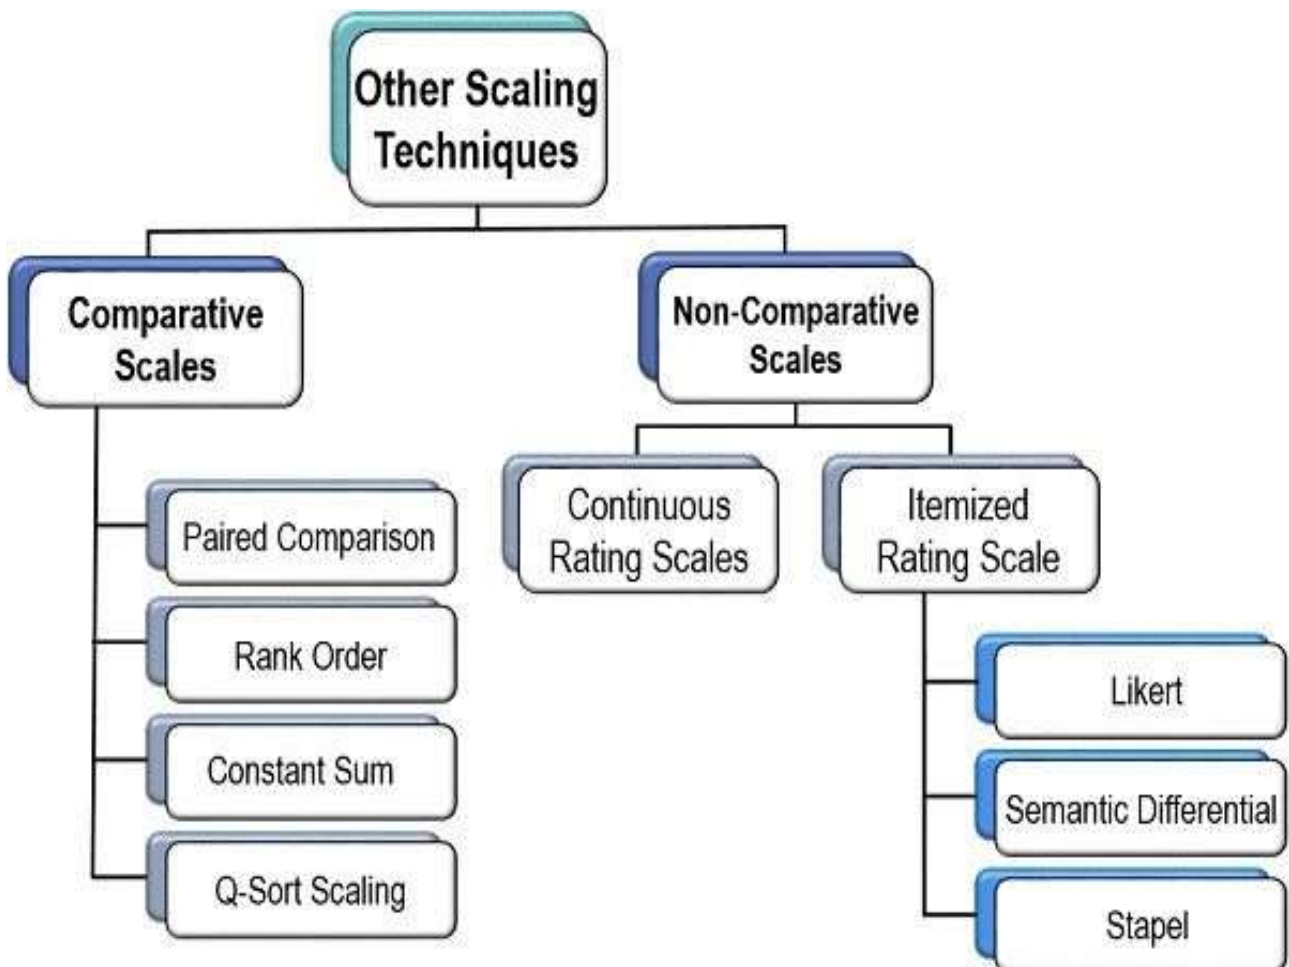 Other Scaling
Techniques
Comparative
Scales
Non-Comparative
Scales
Paired Comparison
Rank Order
Constant Sum
Q-Sort Scaling
Continuous
Rating Scales
Itemized
Rating Scale
Likert
Semantic Differential
Stapel